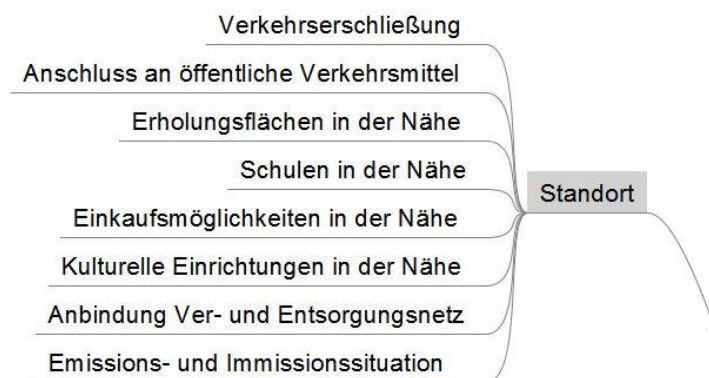 Verkehrserschließung
Anschluss an öffentliche Verkehrsmittel
Erholungsflächen in der Nähe
Schulen in der Nähe
Standort
Einkaufsmöglichkeiten in der Nähe
Kulturelle Einrichtungen in der Nähe
Anbindung Ver- und Entsorgungsnetz
Emissions- und Immissionssituation